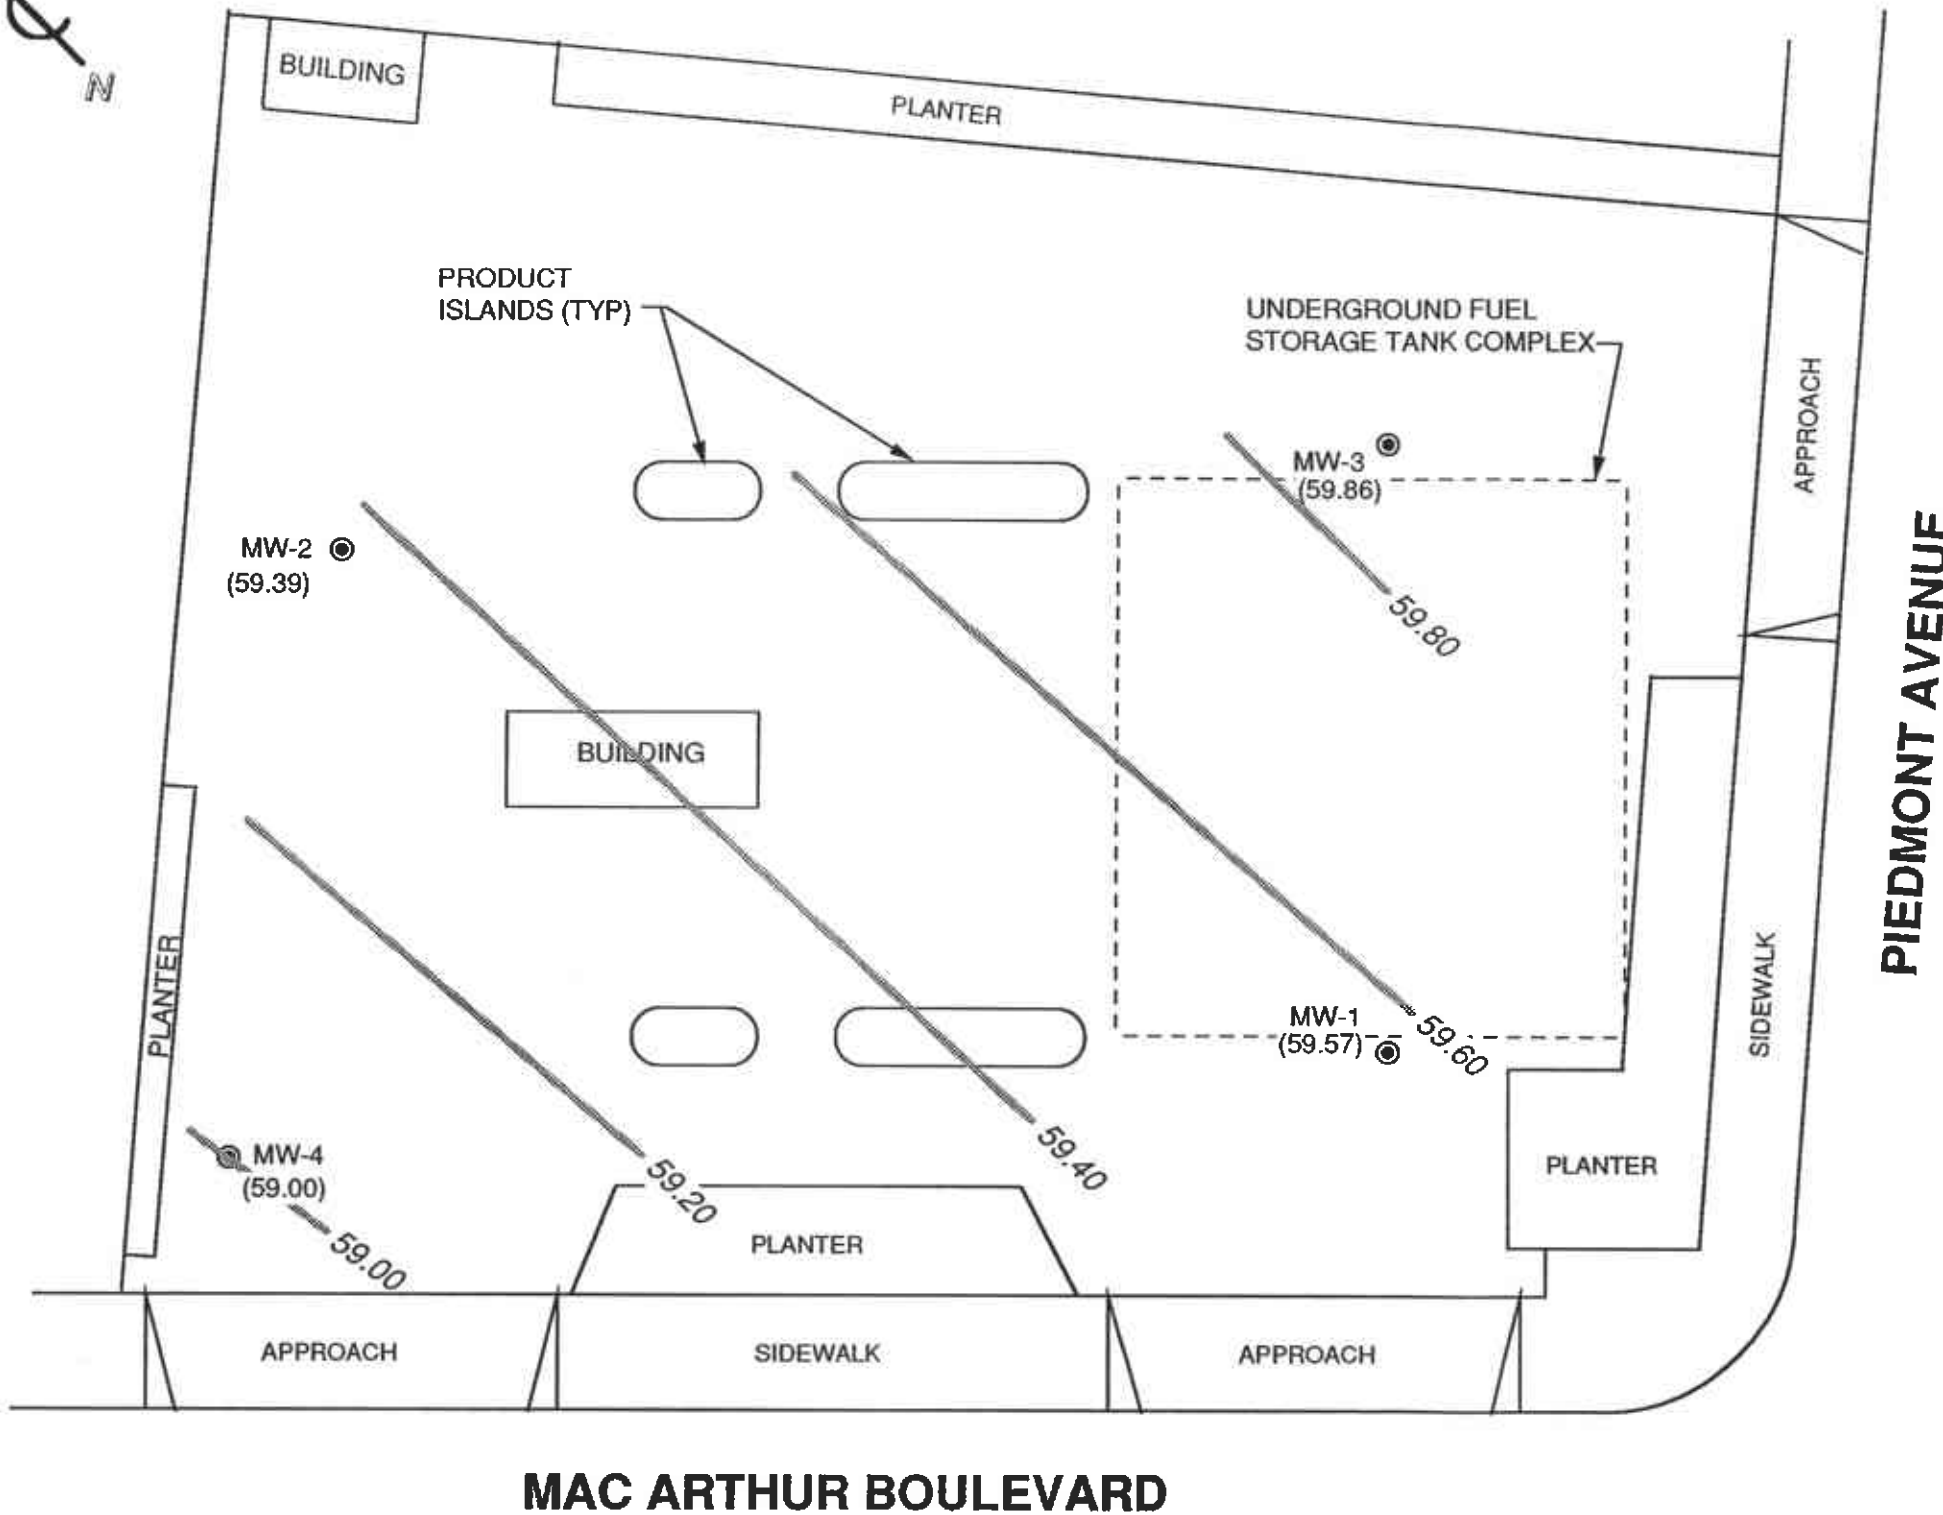 N
BUILDING
PLANTER
PRODUCT
ISLANDS (TYP)
UNDERGROUND FUEL
STORAGE TANK COMPLEX
APPROACH
MW-3
(59.86)
MW-2
(59.39)
59.80
PIEDMONT AVENUE
BUILDING
PLANTER
SIDEWALK
MW-1
(59.57)
59.60
MW-4
(59.00)
59.40
59.20
59.00
PLANTER
PLANTER
APPROACH
SIDEWALK
APPROACH
MAC ARTHUR BOULEVARD